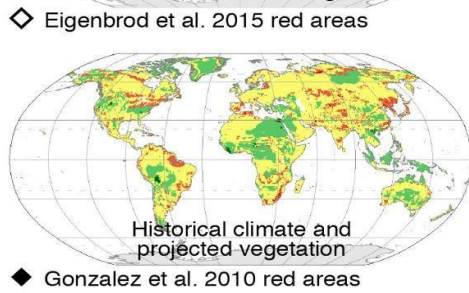 Eigenbrod et al. 2015 red areas
Historical climate and
projected vegetation
Gonzalez et al. 2010 red areas